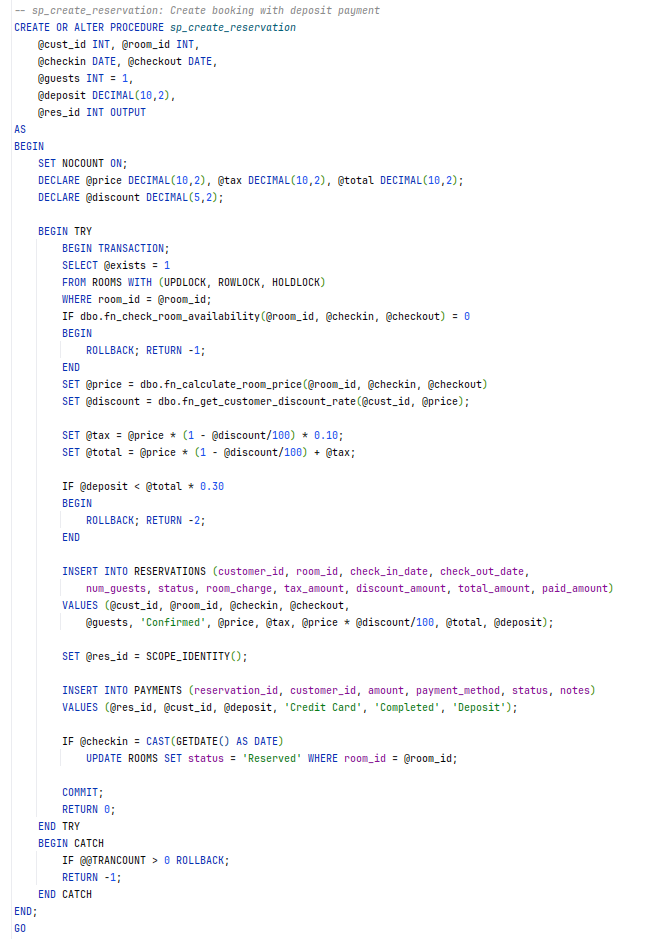 -- sp_create_reservation: Create booking with deposit payment
CREATE OR ALTER PROCEDURE sp_create_reservation
    @cust_id INT, @room_id INT,
    @checkin DATE, @checkout DATE,
    @guests INT = 1,
    @deposit DECIMAL(10,2),
    @res_id INT OUTPUT
AS
BEGIN
    SET NOCOUNT ON;
    DECLARE @price DECIMAL(10,2), @tax DECIMAL(10,2), @total DECIMAL(10,2);
    DECLARE @discount DECIMAL(5,2);
    BEGIN TRY
        BEGIN TRANSACTION;
        SELECT @exists = 1
        FROM ROOMS WITH (UPDLOCK, ROWLOCK, HOLDLOCK)
        WHERE room_id = @room_id;
        IF dbo.fn_check_room_availability(@room_id, @checkin, @checkout) = 0
        BEGIN
            ROLLBACK; RETURN -1;
        END
        SET @price = dbo.fn_calculate_room_price(@room_id, @checkin, @checkout)
        SET @discount = dbo.fn_get_customer_discount_rate(@cust_id, @price);
        SET @tax = @price * (1 - @discount/100) * 0.10;
        SET @total = @price * (1 - @discount/100) + @tax;
        IF @deposit < @total * 0.30
        BEGIN
            ROLLBACK; RETURN -2;
        END
        INSERT INTO RESERVATIONS (customer_id, room_id, check_in_date, check_out_date,
            num_guests, status, room_charge, tax_amount, discount_amount, total_amount, paid_amount)
        VALUES (@cust_id, @room_id, @checkin, @checkout,
            @guests, 'Confirmed', @price, @tax, @price * @discount/100, @total, @deposit);
        SET @res_id = SCOPE_IDENTITY();
        INSERT INTO PAYMENTS (reservation_id, customer_id, amount, payment_method, status, notes)
        VALUES (@res_id, @cust_id, @deposit, 'Credit Card', 'Completed', 'Deposit');
        IF @checkin = CAST(GETDATE() AS DATE)
            UPDATE ROOMS SET status = 'Reserved' WHERE room_id = @room_id;
        COMMIT;
        RETURN 0;
    END TRY
    BEGIN CATCH
        IF @@TRANCOUNT > 0 ROLLBACK;
        RETURN -1;
    END CATCH
END;
GO